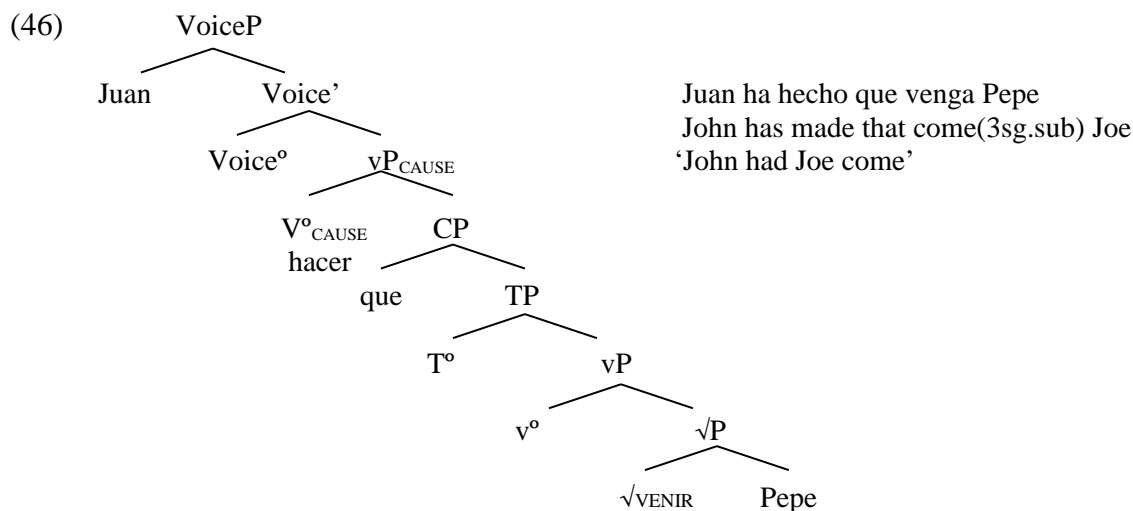 (46) VoiceP
Juan Voice’ Juan ha hecho que venga Pepe
John has made that come(3sg.sub) Joe
Voiceº vPCAUSE ‘John had Joe come’
VºCAUSE CP
hacer
que TP
Tº vP
vº √P
√VENIR Pepe